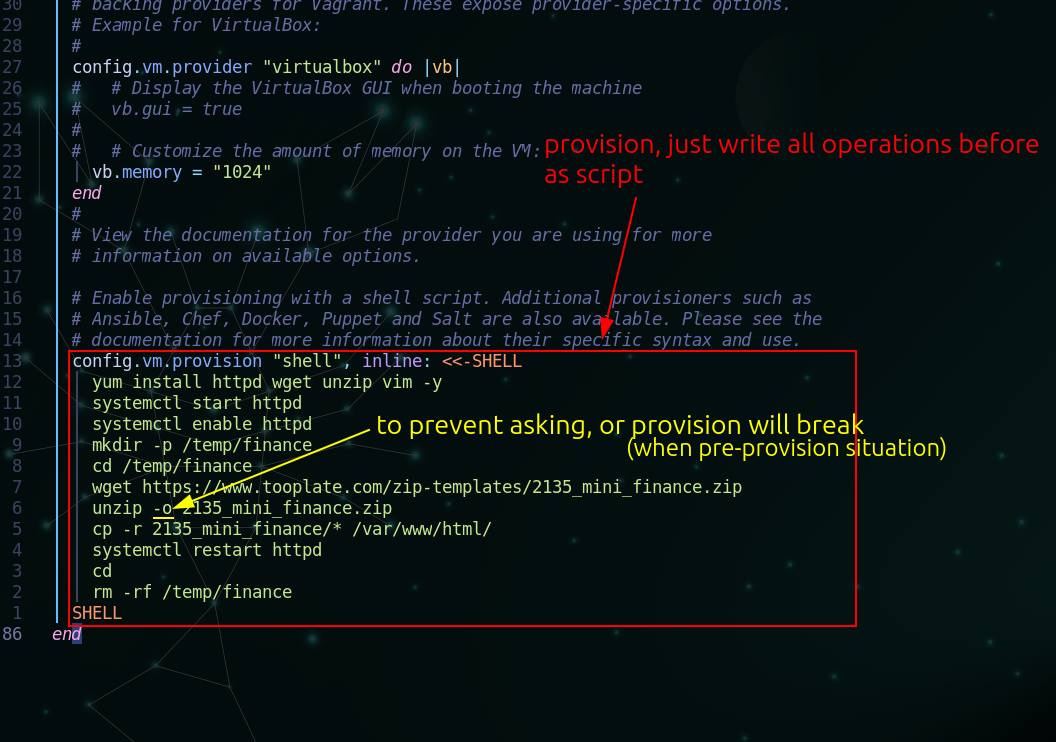 30 # backing providers for Vagrant. These expose provider-specific options.
29 # Example for VirtualBox:
28 #
27 config.vm.provider "virtualbox" do |vb|
26 #   # Display the VirtualBox GUI when booting the machine
25 #   vb.gui = true
24 #
23 #   # Customize the amount of memory on the VM:
provision, just write all operations before
as script
22 vb.memory = "1024"
21 end
20 #
19 # View the documentation for the provider you are using for more
18 # information on available options.
17
16 # Enable provisioning with a shell script. Additional provisioners such as
15 # Ansible, Chef, Docker, Puppet and Salt are also available. Please see the
14 # documentation for more information about their specific syntax and use.
13 config.vm.provision "shell", inline: <<-SHELL
12 yum install httpd wget unzip vim -y
11 systemctl start httpd
10 systemctl enable httpd
to prevent asking, or provision will break
(when pre-provision situation)
9 mkdir -p /temp/finance
8 cd /temp/finance
7 wget https://www.tooplate.com/zip-templates/2135_mini_finance.zip
6 unzip -o 2135_mini_finance.zip
5 cp -r 2135_mini_finance/* /var/www/html/
4 systemctl restart httpd
3 cd
2 rm -rf /temp/finance
1 SHELL
86 end